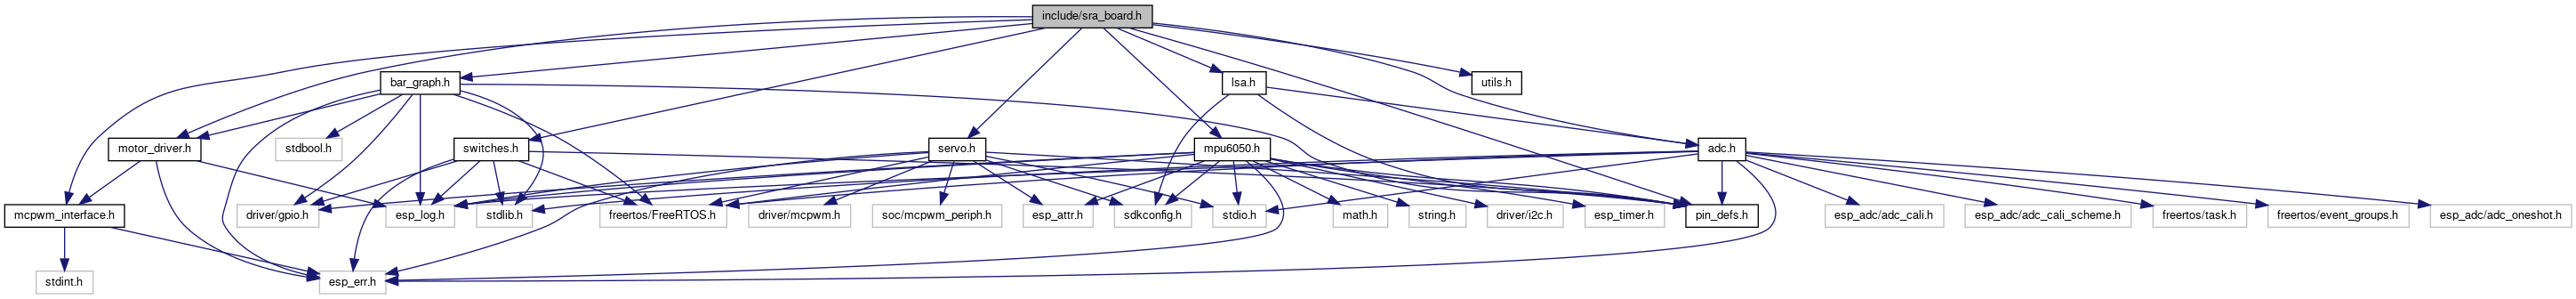 include/sra_board.h
bar_graph.h
lsa.h
utils.h
motor_driver.h
stdbool.h
switches.h
servo.h
mpu6050.h
adc.h
mcpwm_interface.h
driver/gpio.h
esp_log.h
stdlib.h
freertos/FreeRTOS.h
driver/mcpwm.h
soc/mcpwm_periph.h
esp_attr.h
sdkconfig.h
stdio.h
math.h
string.h
driver/i2c.h
esp_timer.h
pin_defs.h
esp_adc/adc_cali.h
esp_adc/adc_cali_scheme.h
freertos/task.h
freertos/event_groups.h
esp_adc/adc_oneshot.h
stdint.h
esp_err.h